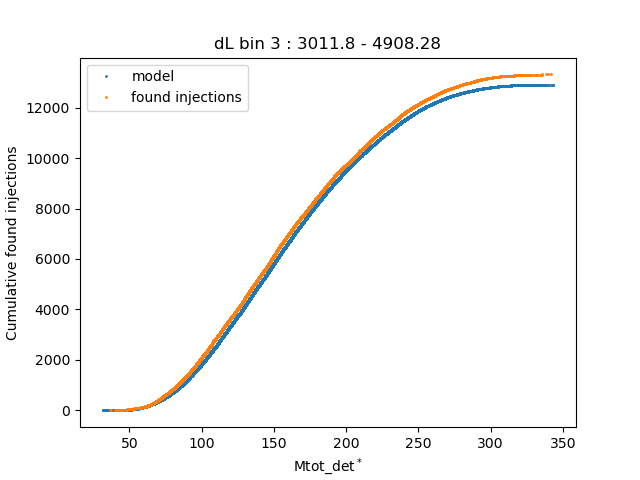 dL bin 3 : 3011.8 - 4908.28
model
found injections
Cumulative found injections
12000
10000
8000
6000
4000
2000
0
50 100 150 200 250 300 350
Mtot_det*